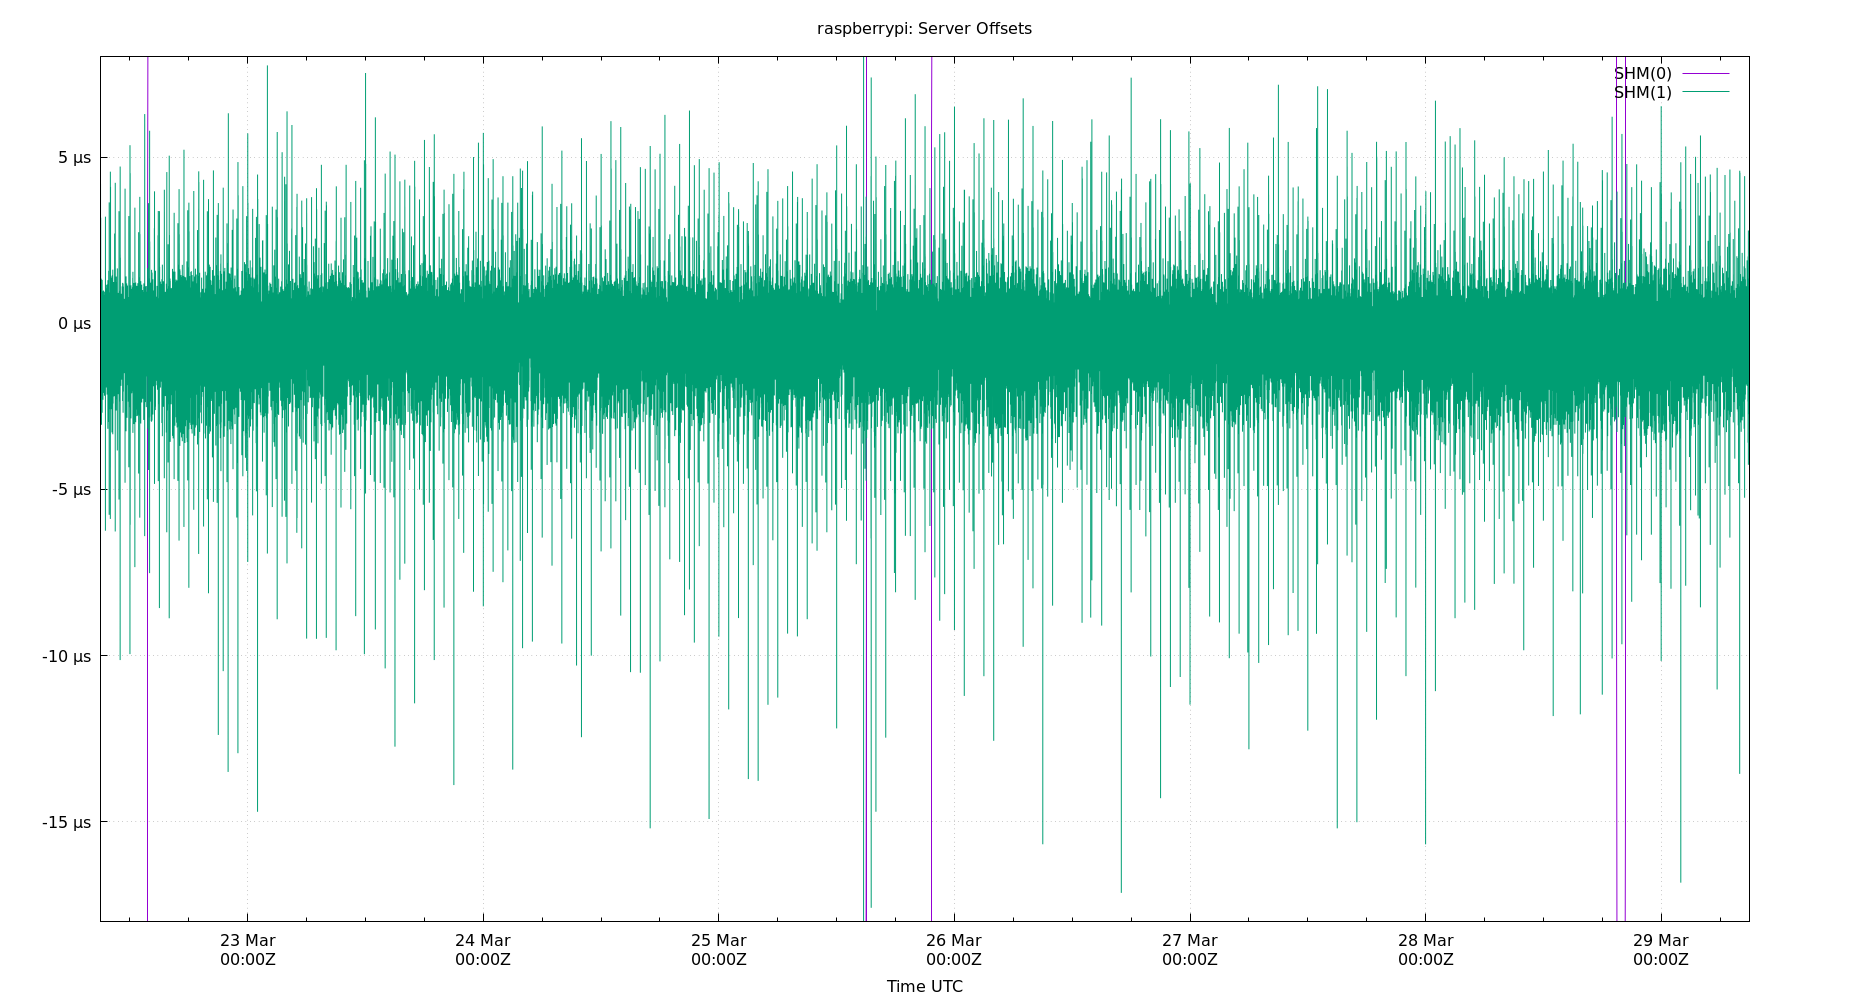 raspberrypi: Server Offsets
SHM(0)
SHM(1)
5 µs
0 µs
-5 µs
-10 µs
-15 µs
23 Mar 24 Mar 25 Mar 26 Mar 27 Mar 28 Mar 29 Mar
00:00Z 00:00Z 00:00Z 00:00Z 00:00Z 00:00Z 00:00Z
Time UTC